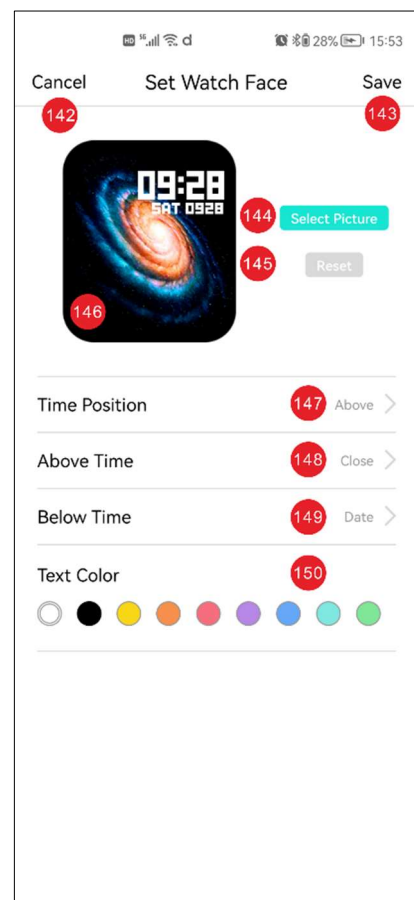 HD 5G 28% 15:53
Cancel Set Watch Face Save
142 143
09:28
SAT 0928
144 Select Picture
145 Reset
146
Time Position 147 Above
Above Time 148 Close
Below Time 149 Date
Text Color 150